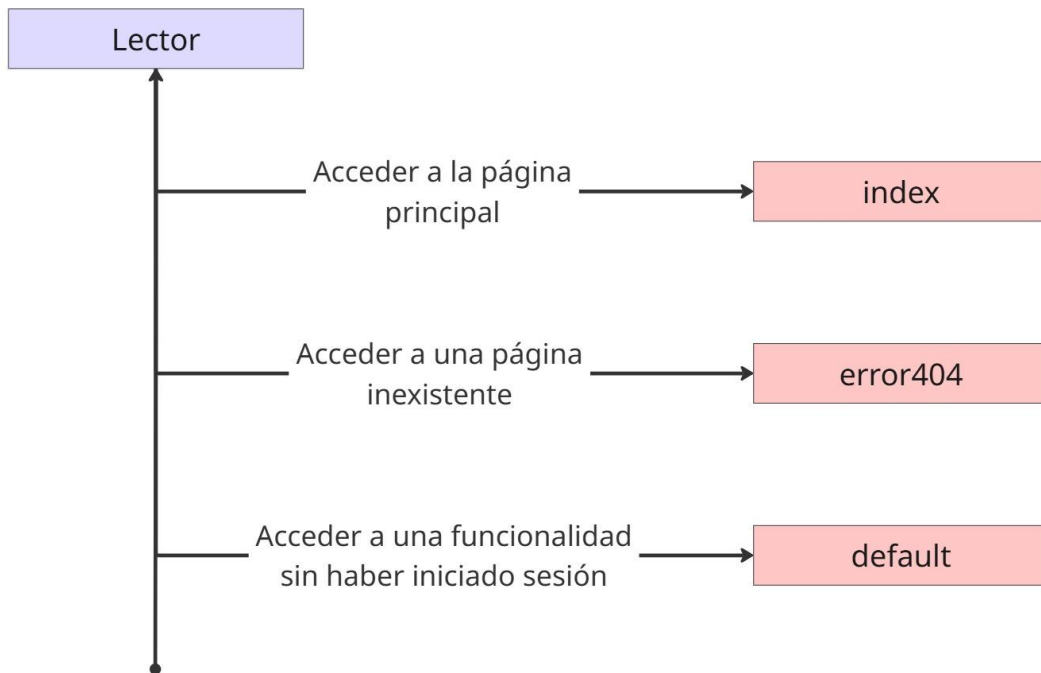 Lector
Acceder a la página
principal
index
Acceder a una página
inexistente
error404
Acceder a una funcionalidad
sin haber iniciado sesión
default